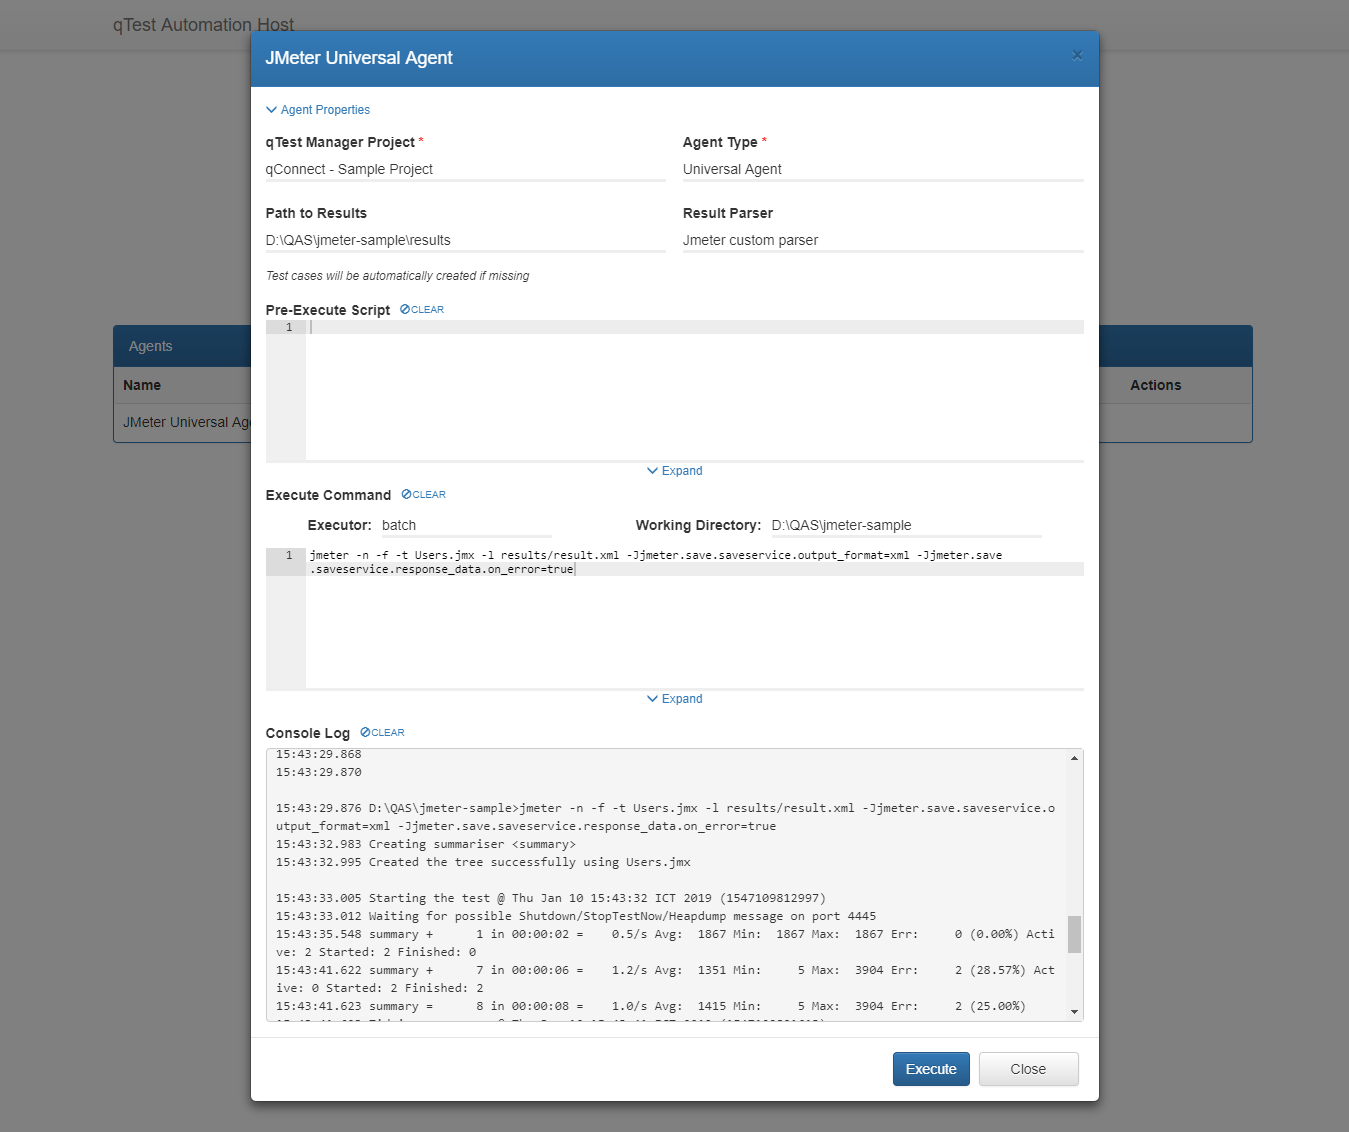 qTest Automation Host
JMeter Universal Agent
×
Agent Properties
qTest Manager Project *
Agent Type *
qConnect - Sample Project
Universal Agent
Path to Results
Result Parser
D:\QAS\jmeter-sample\results
Jmeter custom parser
Test cases will be automatically created if missing
Pre-Execute Script CLEAR
1
Agents
Name
Actions
JMeter Universal Age
Expand
Execute Command CLEAR
Executor: batch
Working Directory: D:\QAS\jmeter-sample
1 jmeter -n -f -t Users.jmx -l results/result.xml -Jjmeter.save.saveservice.output_format=xml -Jjmeter.save
.saveservice.response_data.on_error=true
Expand
Console Log CLEAR
15:43:29.868
15:43:29.870
15:43:29.876 D:\QAS\jmeter-sample>jmeter -n -f -t Users.jmx -l results/result.xml -Jjmeter.save.saveservice.o
utput_format=xml -Jjmeter.save.saveservice.response_data.on_error=true
15:43:32.983 Creating summariser <summary>
15:43:32.995 Created the tree successfully using Users.jmx
15:43:33.005 Starting the test @ Thu Jan 10 15:43:32 ICT 2019 (1547109812997)
15:43:33.012 Waiting for possible Shutdown/StopTestNow/Heapdump message on port 4445
15:43:35.548 summary + 1 in 00:00:02 = 0.5/s Avg: 1867 Min: 1867 Max: 1867 Err: 0 (0.00%) Acti
ve: 2 Started: 2 Finished: 0
15:43:41.622 summary + 7 in 00:00:06 = 1.2/s Avg: 1351 Min: 5 Max: 3904 Err: 2 (28.57%) Act
ive: 0 Started: 2 Finished: 2
15:43:41.623 summary = 8 in 00:00:08 = 1.0/s Avg: 1415 Min: 5 Max: 3904 Err: 2 (25.00%)
Execute
Close